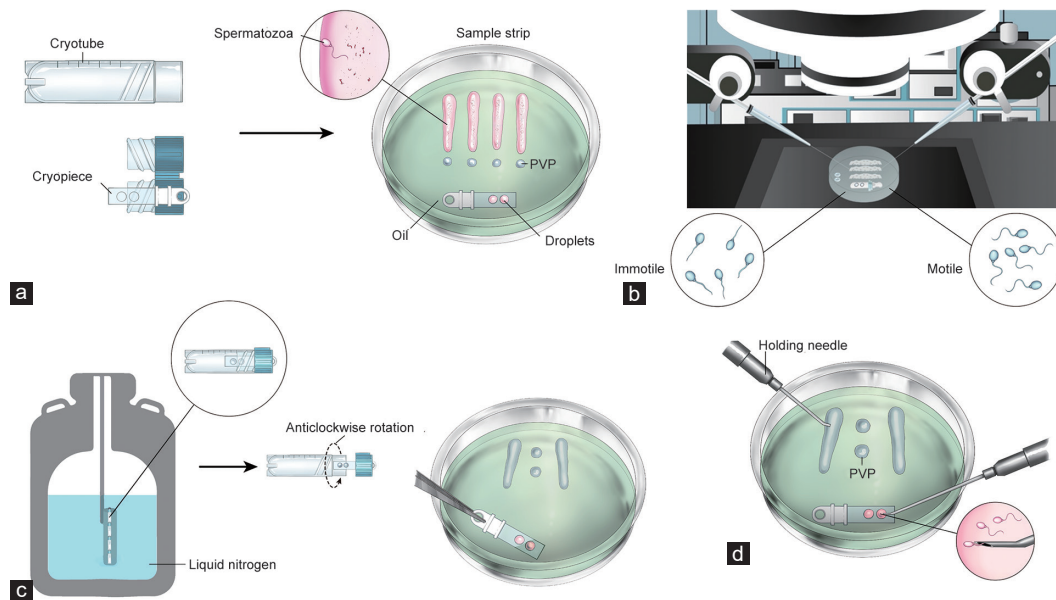 Cryotube
Cryopiece
a
Spermatozoa
Sample strip
PVP
Oil
Droplets
b
Immotile
Motile
c
Liquid nitrogen
Anticlockwise rotation
d
Holding needle
PVP